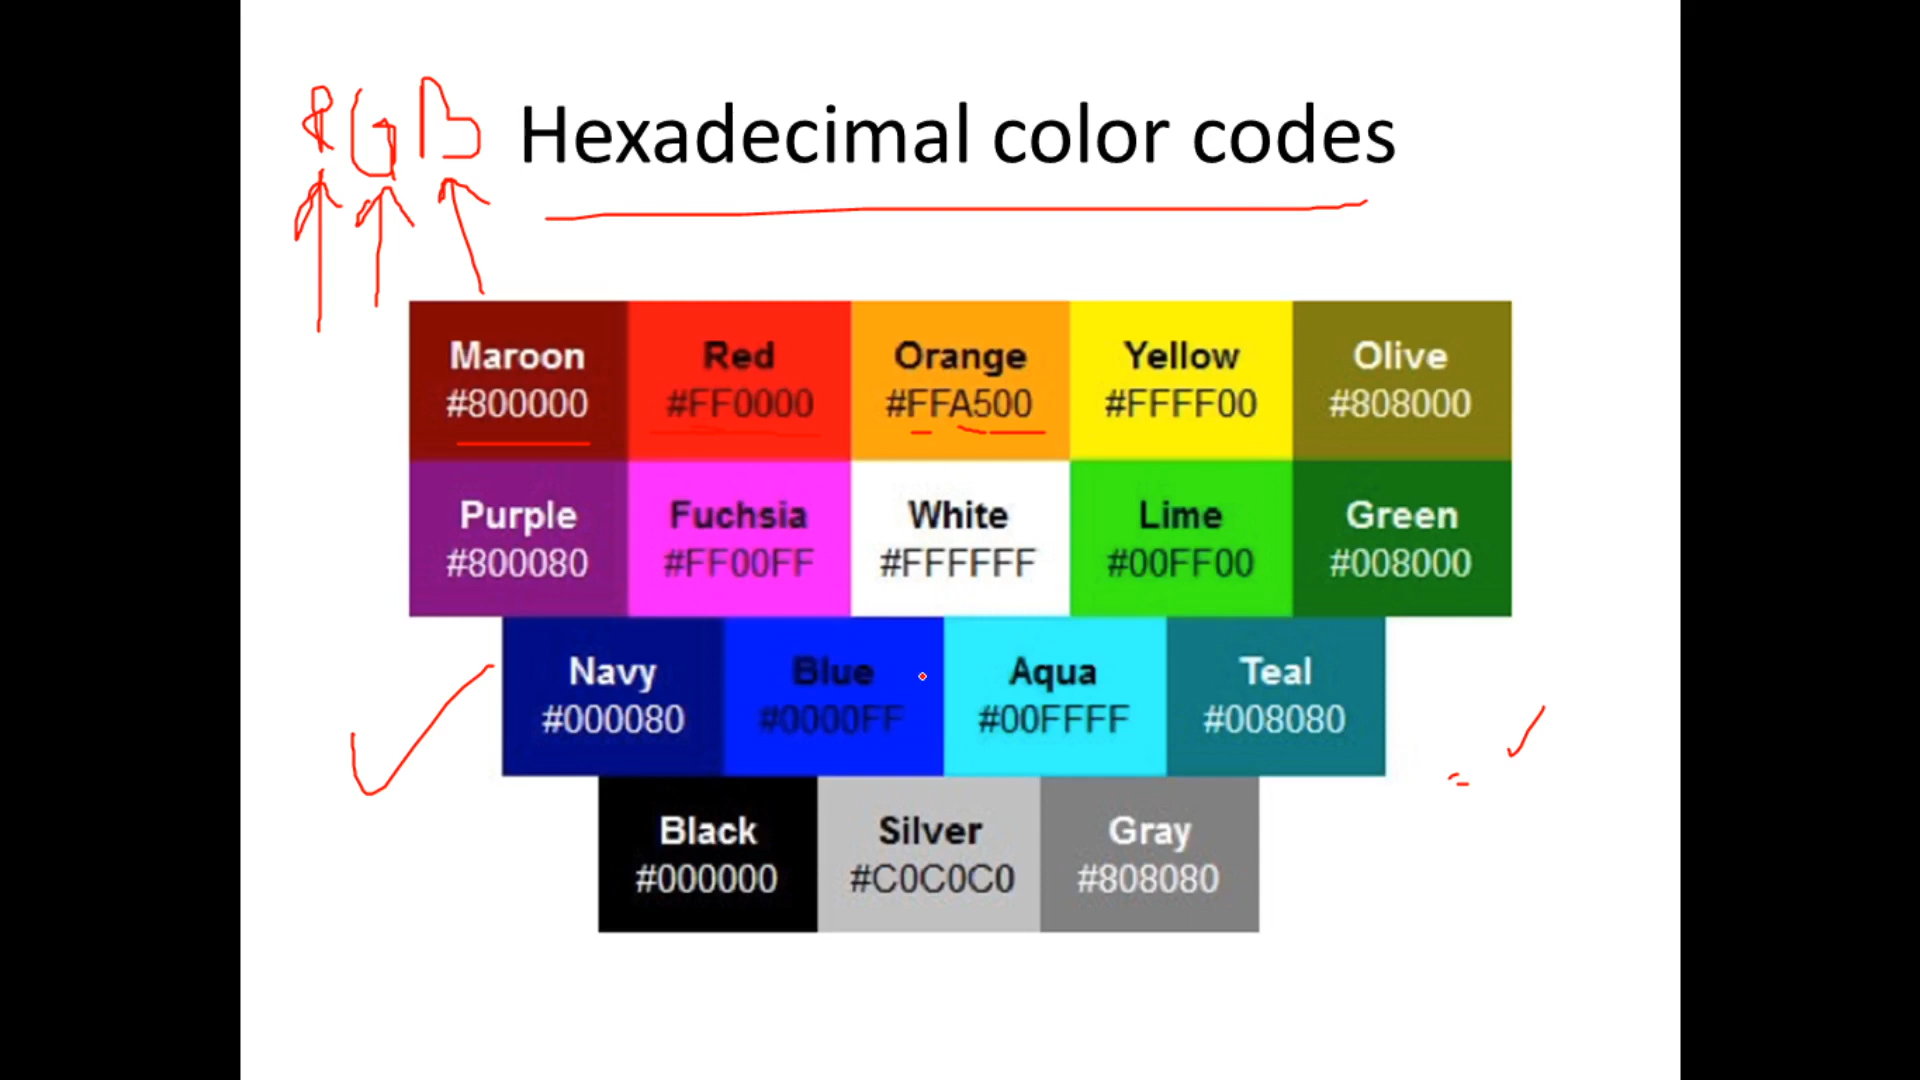 RGB
Hexadecimal color codes
Maroon
#800000
Red
#FF0000
Orange
#FFA500
Yellow
#FFFF00
Olive
#808000
Purple
#800080
Fuchsia
#FF00FF
White
#FFFFFF
Lime
#00FF00
Green
#008000
Navy
#000080
Blue
#0000FF
Aqua
#00FFFF
Teal
#008080
Black
#000000
Silver
#C0C0C0
Gray
#808080